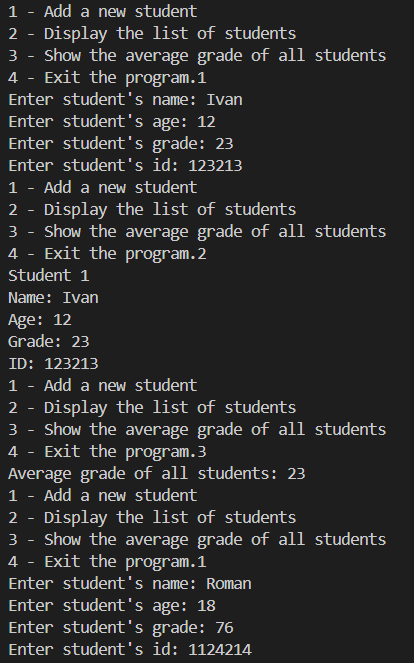 1 - Add a new student
2 - Display the list of students
3 - Show the average grade of all students
4 - Exit the program.1
Enter student's name: Ivan
Enter student's age: 12
Enter student's grade: 23
Enter student's id: 123213
1 - Add a new student
2 - Display the list of students
3 - Show the average grade of all students
4 - Exit the program.2
Student 1
Name: Ivan
Age: 12
Grade: 23
ID: 123213
1 - Add a new student
2 - Display the list of students
3 - Show the average grade of all students
4 - Exit the program.3
Average grade of all students: 23
1 - Add a new student
2 - Display the list of students
3 - Show the average grade of all students
4 - Exit the program.1
Enter student's name: Roman
Enter student's age: 18
Enter student's grade: 76
Enter student's id: 1124214